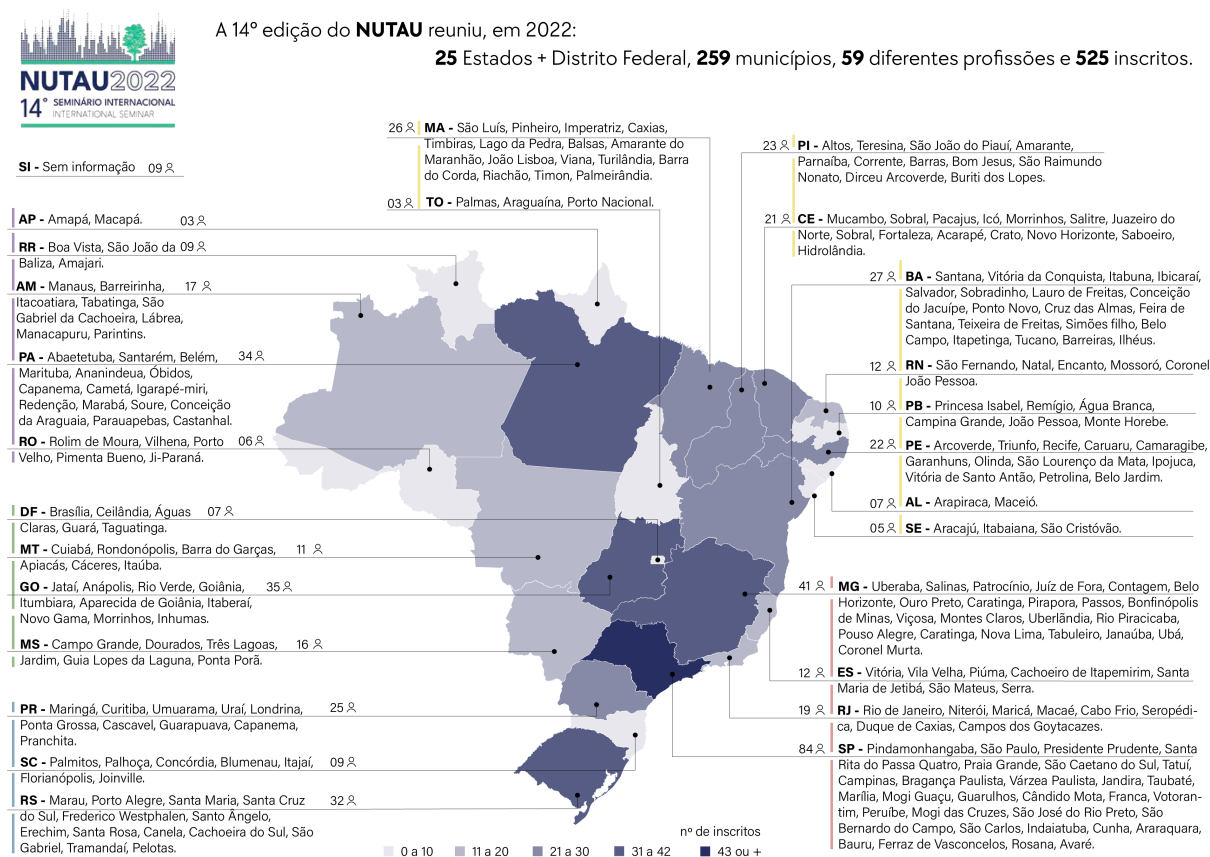 NUTAU2022
14° SEMINÁRIO INTERNACIONAL
INTERNATIONAL SEMINAR
A 14° edição do NUTAU reuniu, em 2022:
25 Estados + Distrito Federal, 259 municípios, 59 diferentes profissões e 525 inscritos.
SI - Sem informação 09
AP - Amapá, Macapá. 03
RR - Boa Vista, São João da 09
Baliza, Amajari.
AM - Manaus, Barreirinha, 17
Itacoatiara, Tabatinga, São
Gabriel da Cachoeira, Lábrea,
Manacapuru, Parintins.
PA - Abaetetuba, Santarém, Belém, 34
Marituba, Ananindeua, Óbidos,
Capanema, Cametá, Igarapé-miri,
Redenção, Marabá, Soure, Conceição
da Araguaia, Parauapebas, Castanhal.
RO - Rolim de Moura, Vilhena, Porto 06
Velho, Pimenta Bueno, Ji-Paraná.
DF - Brasília, Ceilândia, Águas 07
Claras, Guará, Taguatinga.
MT - Cuiabá, Rondonópolis, Barra do Garças, 11
Apiacás, Cáceres, Itaúba.
GO - Jataí, Anápolis, Rio Verde, Goiânia, 35
Itumbiara, Aparecida de Goiânia, Itaberaí,
Novo Gama, Morrinhos, Inhumas.
MS - Campo Grande, Dourados, Três Lagoas, 16
Jardim, Guia Lopes da Laguna, Ponta Porã.
PR - Maringá, Curitiba, Umuarama, Uraí, Londrina, 25
Ponta Grossa, Cascavel, Guarapuava, Capanema,
Pranchita.
SC - Palmitos, Palhoça, Concórdia, Blumenau, Itajaí, 09
Florianópolis, Joinville.
RS - Marau, Porto Alegre, Santa Maria, Santa Cruz 32
do Sul, Frederico Westphalen, Santo Ângelo,
Erechim, Santa Rosa, Canela, Cachoeira do Sul, São
Gabriel, Tramandaí, Pelotas.
26 MA - São Luís, Pinheiro, Imperatriz, Caxias,
Timbiras, Lago da Pedra, Balsas, Amarante do
Maranhão, João Lisboa, Viana, Turilândia, Barra
do Corda, Riachão, Timon, Palmeirândia.
03 TO - Palmas, Araguaína, Porto Nacional.
23 PI - Altos, Teresina, São João do Piauí, Amarante,
Parnaíba, Corrente, Barras, Bom Jesus, São Raimundo
Nonato, Dirceu Arcoverde, Buriti dos Lopes.
21 CE - Mucambo, Sobral, Pacajus, Icó, Morrinhos, Salitre, Juazeiro do
Norte, Sobral, Fortaleza, Acarapé, Crato, Novo Horizonte, Saboeiro,
Hidrolândia.
27 BA - Santana, Vitória da Conquista, Itabuna, Ibicaraí,
Salvador, Sobradinho, Lauro de Freitas, Conceição
do Jacuípe, Ponto Novo, Cruz das Almas, Feira de
Santana, Teixeira de Freitas, Simões filho, Belo
Campo, Itapetinga, Tucano, Barreiras, Ilhéus.
12 RN - São Fernando, Natal, Encanto, Mossoró, Coronel
João Pessoa.
10 PB - Princesa Isabel, Remígio, Água Branca,
Campina Grande, João Pessoa, Monte Horebe.
22 PE - Arcoverde, Triunfo, Recife, Caruaru, Camaragibe,
Garanhuns, Olinda, São Lourenço da Mata, Ipojuca,
Vitória de Santo Antão, Petrolina, Belo Jardim.
07 AL - Arapiraca, Maceió.
05 SE - Aracajú, Itabaiana, São Cristóvão.
41 MG - Uberaba, Salinas, Patrocínio, Juíz de Fora, Contagem, Belo
Horizonte, Ouro Preto, Caratinga, Pirapora, Passos, Bonfinópolis
de Minas, Viçosa, Montes Claros, Uberlãndia, Rio Piracicaba,
Pouso Alegre, Caratinga, Nova Lima, Tabuleiro, Janaúba, Ubá,
Coronel Murta.
12 ES - Vitória, Vila Velha, Piúma, Cachoeiro de Itapemirim, Santa
Maria de Jetibá, São Mateus, Serra.
19 RJ - Rio de Janeiro, Niterói, Maricá, Macaé, Cabo Frio, Seropédi-
ca, Duque de Caxias, Campos do Goytacazes.
84 SP - Pindamonhangaba, São Paulo, Presidente Prudente, Santa
Rita do Passa Quatro, Praia Grande, São Caetano do Sul, Tatuí,
Campinas, Bragança Paulista, Várzea Paulista, Jandira, Taubaté,
Marília, Mogi Guaçu, Guarulhos, Cândido Mota, Franca, Votoran-
tim, Peruíbe, Mogi das Cruzes, São José do Rio Preto, São
Bernardo do Campo, São Carlos, Indaiatuba, Cunha, Araraquara,
Bauru, Ferraz de Vasconcelos, Rosana, Avaré.
nº de inscritos
0 a 10 11 a 20 21 a 30 31 a 42 43 ou +